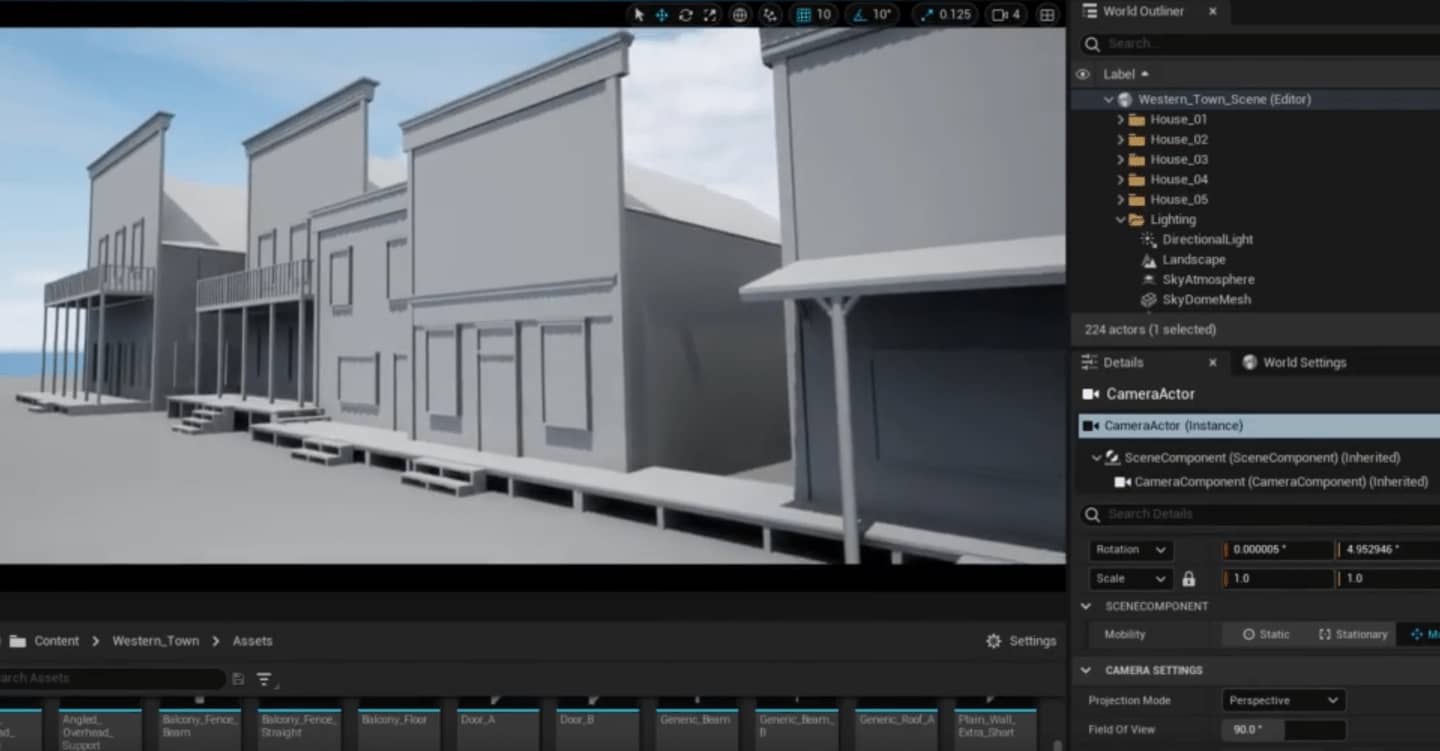 10
10°
0.125
4
World Outliner
Search...
Label
Western_Town_Scene (Editor)
House_01
House_02
House_03
House_04
House_05
Lighting
DirectionalLight
Landscape
SkyAtmosphere
SkyDomeMesh
224 actors (1 selected)
Details
World Settings
CameraActor
CameraActor (Instance)
SceneComponent (SceneComponent) (Inherited)
CameraComponent (CameraComponent) (Inherited)
Search Details
Rotation
0.000005 °
4.952946 °
Scale
1.0
1.0
SCENECOMPONENT
Mobility
Static
Stationary
CAMERA SETTINGS
Projection Mode
Perspective
Field Of View
90.0 °
Content
Western_Town
Assets
Settings
arch Assets
Angled_
Overhead_
Support
Balcony_Fence_
Beam
Balcony_Fence_
Straight
Balcony_Floor
Door_A
Door_B
Generic_Beam
Generic_Beam_
B
Generic_Roof_A
Plain_Wall_
Extra_Short